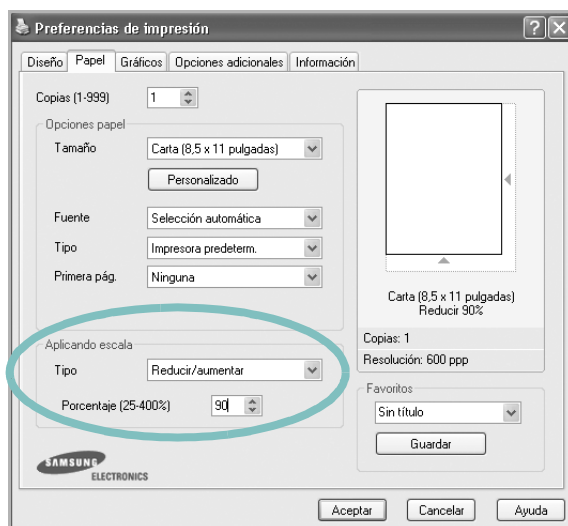 Preferencias de impresión
Diseño Papel Gráficos Opciones adicionales Información
Copias (1-999) 1
Opciones papel
Tamaño Carta (8,5 x 11 pulgadas)
Personalizado
Fuente Selección automática
Tipo Impresora predeterm.
Primera pág. Ninguna
Carta (8,5 x 11 pulgadas)
Reducir 90%
Copias: 1
Resolución: 600 ppp
Aplicando escala
Tipo Reducir/aumentar
Porcentaje (25-400%) 90
Favoritos
Sin título
Guardar
SAMSUNG
ELECTRONICS
Aceptar Cancelar Ayuda